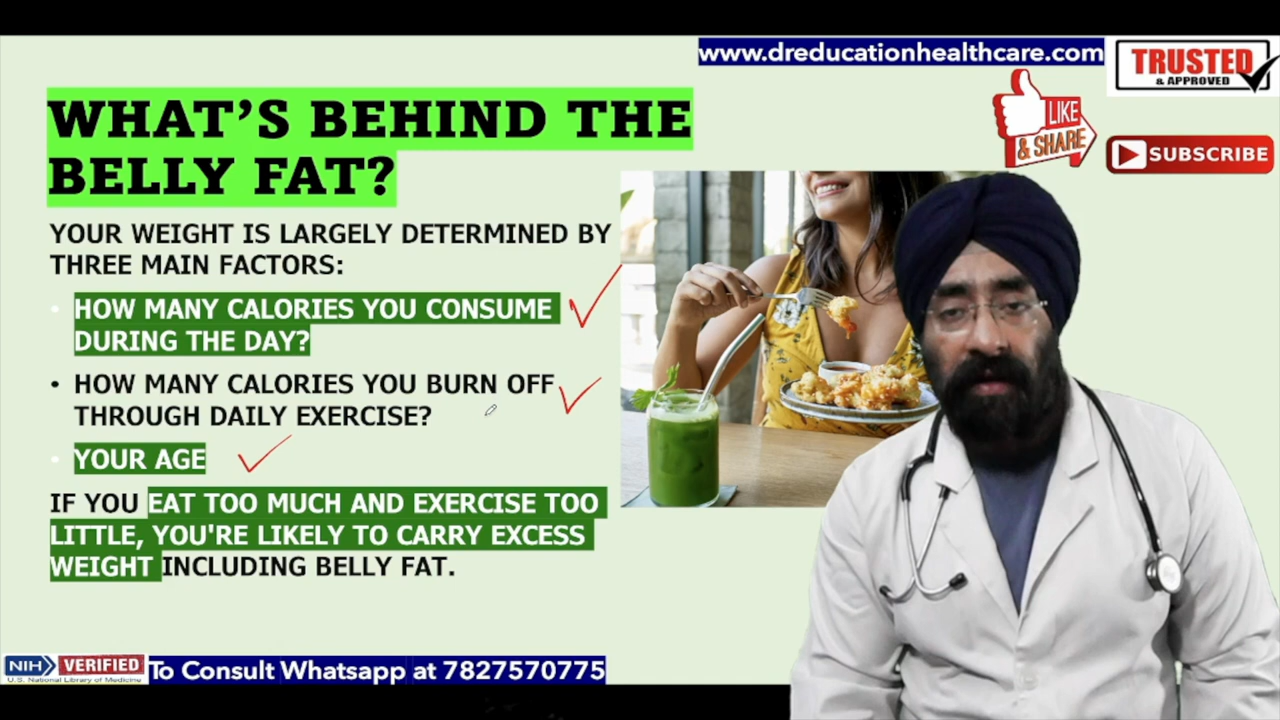 www.dreducationhealthcare.com
TRUSTED
& APPROVED
LIKE
& SHARE
SUBSCRIBE
WHAT’S BEHIND THE
BELLY FAT?
YOUR WEIGHT IS LARGELY DETERMINED BY
THREE MAIN FACTORS:
• HOW MANY CALORIES YOU CONSUME
DURING THE DAY?
• HOW MANY CALORIES YOU BURN OFF
THROUGH DAILY EXERCISE?
• YOUR AGE
IF YOU EAT TOO MUCH AND EXERCISE TOO
LITTLE, YOU'RE LIKELY TO CARRY EXCESS
WEIGHT INCLUDING BELLY FAT.
NIH VERIFIED
U.S. National Library of Medicine
To Consult Whatsapp at 7827570775